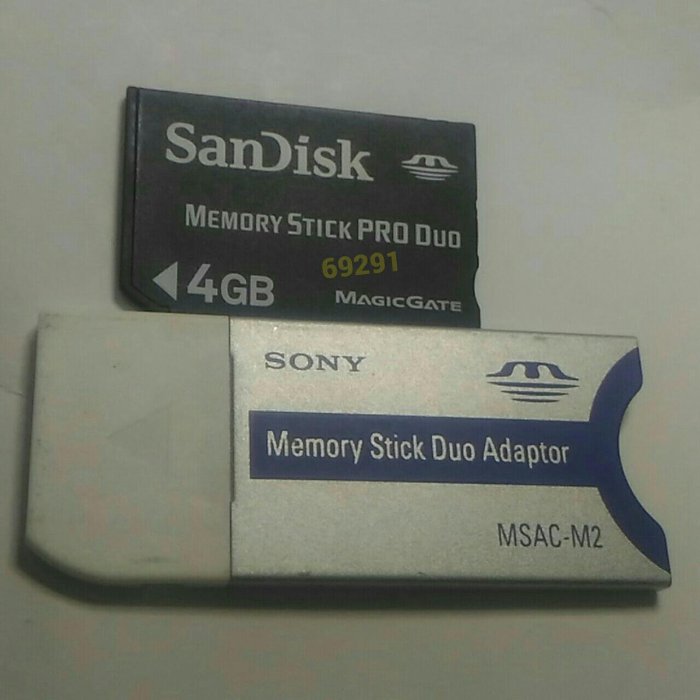 SanDisk
MEMORY STICK PRO DUO
69291
4GB
MAGICGATE
SONY
Memory Stick Duo Adaptor
MSAC-M2